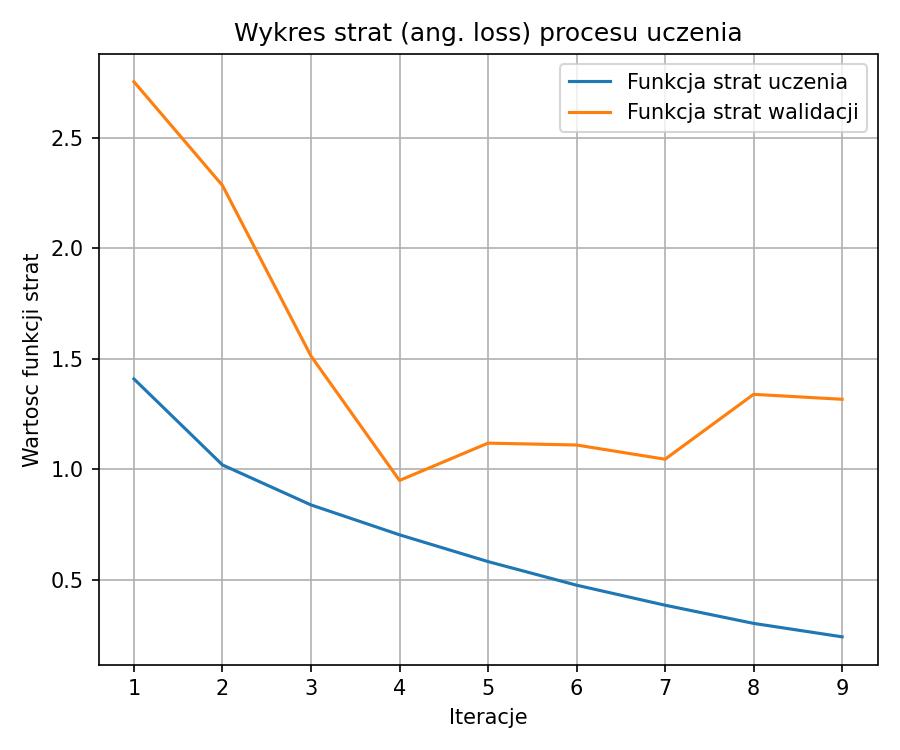 Wykres strat (ang. loss) procesu uczenia
Funkcja strat uczenia
Funkcja strat walidacji
Wartosc funkcji strat
2.5
2.0
1.5
1.0
0.5
1 2 3 4 5 6 7 8 9
Iteracje